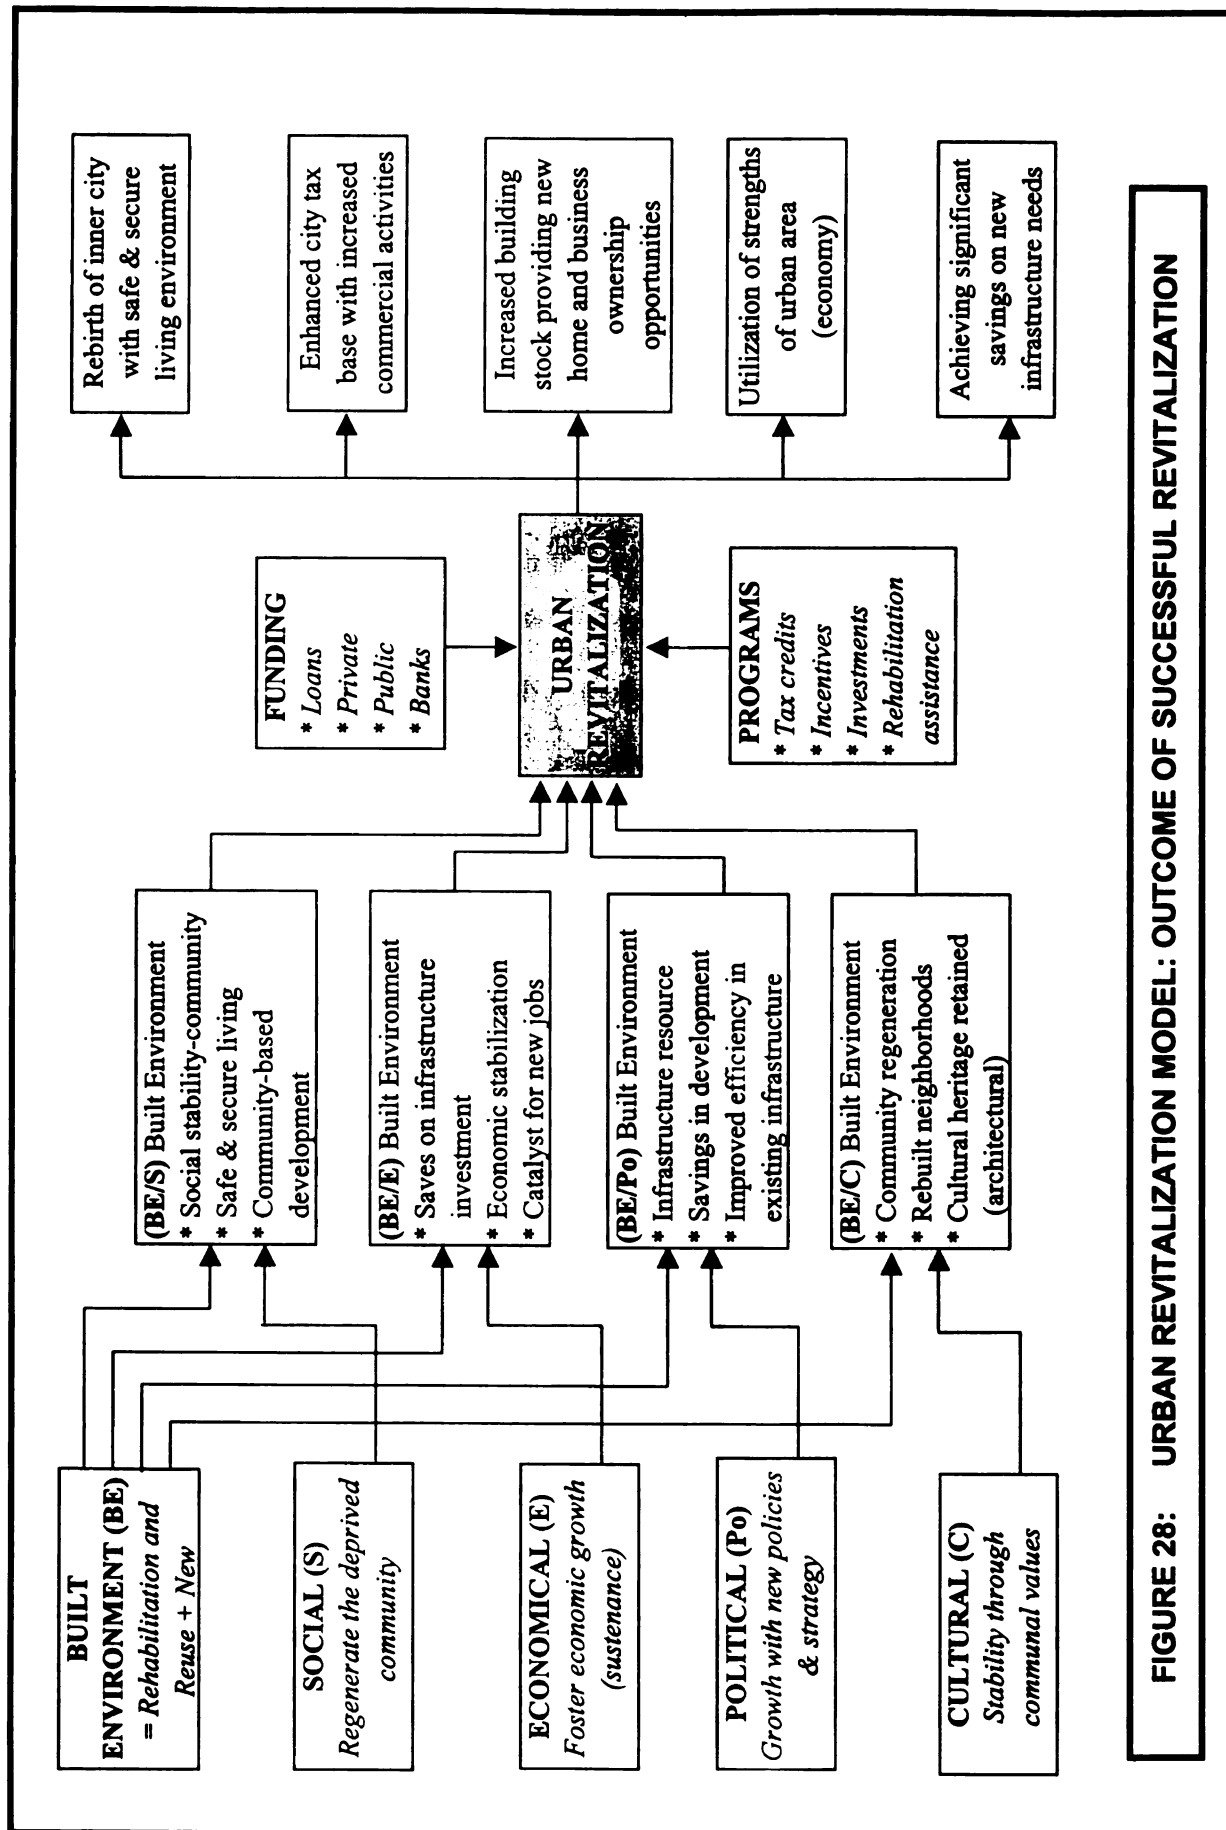 BUILT
ENVIRONMENT (BE)
= Rehabilitation and
Reuse + New
SOCIAL (S)
Regenerate the deprived
community
ECONOMICAL (E)
Foster economic growth
(sustenance)
POLITICAL (Po)
Growth with new policies
& strategy
CULTURAL (C)
Stability through
communal values
(BE/S) Built Environment
* Social stability-community
* Safe & secure living
* Community-based
development
(BE/E) Built Environment
* Saves on infrastructure
investment
* Economic stabilization
* Catalyst for new jobs
(BE/Po) Built Environment
* Infrastructure resource
* Savings in development
* Improved efficiency in
existing infrastructure
(BE/C) Built Environment
* Community regeneration
* Rebuilt neighborhoods
* Cultural heritage retained
(architectural)
FUNDING
* Loans
* Private
* Public
* Banks
URBAN
REVITALIZATION
PROGRAMS
* Tax credits
* Incentives
* Investments
* Rehabilitation
assistance
Rebirth of inner city
with safe & secure
living environment
Enhanced city tax
base with increased
commercial activities
Increased building
stock providing new
home and business
ownership
opportunities
Utilization of strengths
of urban area
(economy)
Achieving significant
savings on new
infrastructure needs
FIGURE 28: URBAN REVITALIZATION MODEL: OUTCOME OF SUCCESSFUL REVITALIZATION